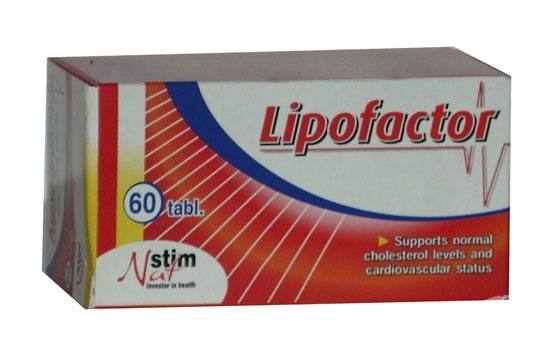 Lipofactor
60 tabl.
Supports normal
cholesterol levels and
cardiovascular status
stim
Nat
Investor in health